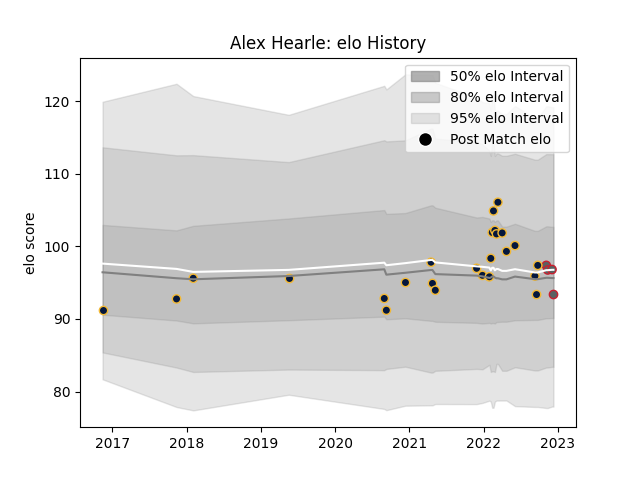 Alex Hearle: elo History
50% elo Interval
80% elo Interval
95% elo Interval
Post Match elo
elo score
120
110
100
90
80
2017
2018
2019
2020
2021
2022
2023